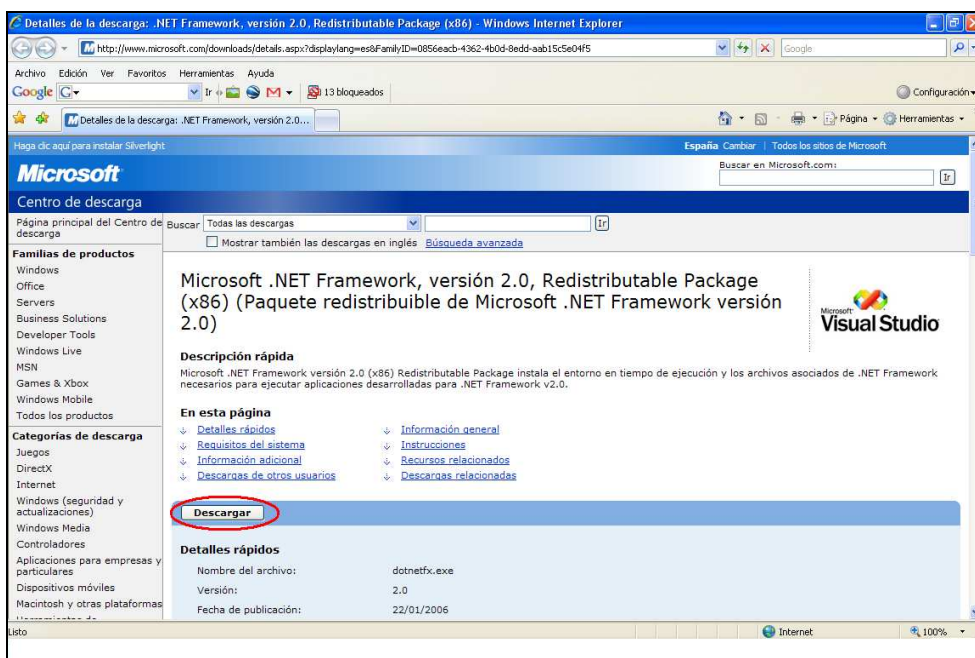 Detalles de la descarga: .NET Framework, versión 2.0, Redistributable Package (x86) - Windows Internet Explorer
http://www.microsoft.com/downloads/details.aspx?displaylang=es&FamilyID=0856eacb-4362-4b0d-8edd-aab15c5e04f5
Google
Archivo Edición Ver Favoritos Herramientas Ayuda
Google G Ir 13 bloqueados Configuración
Detalles de la descarga: .NET Framework, versión 2.0... Página Herramientas
Haga clic aquí para instalar Silverlight España Cambiar | Todos los sitios de Microsoft
Microsoft Buscar en Microsoft.com:
Ir
Centro de descarga
Página principal del Centro de descarga
Buscar Todas las descargas Ir
Mostrar también las descargas en inglés Búsqueda avanzada
Familias de productos
Windows
Office
Servers
Business Solutions
Developer Tools
Windows Live
MSN
Games & Xbox
Windows Mobile
Todos los productos
Categorías de descarga
Juegos
DirectX
Internet
Windows (seguridad y
actualizaciones)
Windows Media
Controladores
Aplicaciones para empresas y
particulares
Dispositivos móviles
Macintosh y otras plataformas
Microsoft .NET Framework, versión 2.0, Redistributable Package
(x86) (Paquete redistribuible de Microsoft .NET Framework versión
2.0)
Microsoft
Visual Studio
Descripción rápida
Microsoft .NET Framework versión 2.0 (x86) Redistributable Package instala el entorno en tiempo de ejecución y los archivos asociados de .NET Framework
necesarios para ejecutar aplicaciones desarrolladas para .NET Framework v2.0.
En esta página
Detalles rápidos
Requisitos del sistema
Información adicional
Descargas de otros usuarios
Información general
Instrucciones
Recursos relacionados
Descargas relacionadas
Descargar
Detalles rápidos
Nombre del archivo: dotnetfx.exe
Versión: 2.0
Fecha de publicación: 22/01/2006
Listo Internet 100%